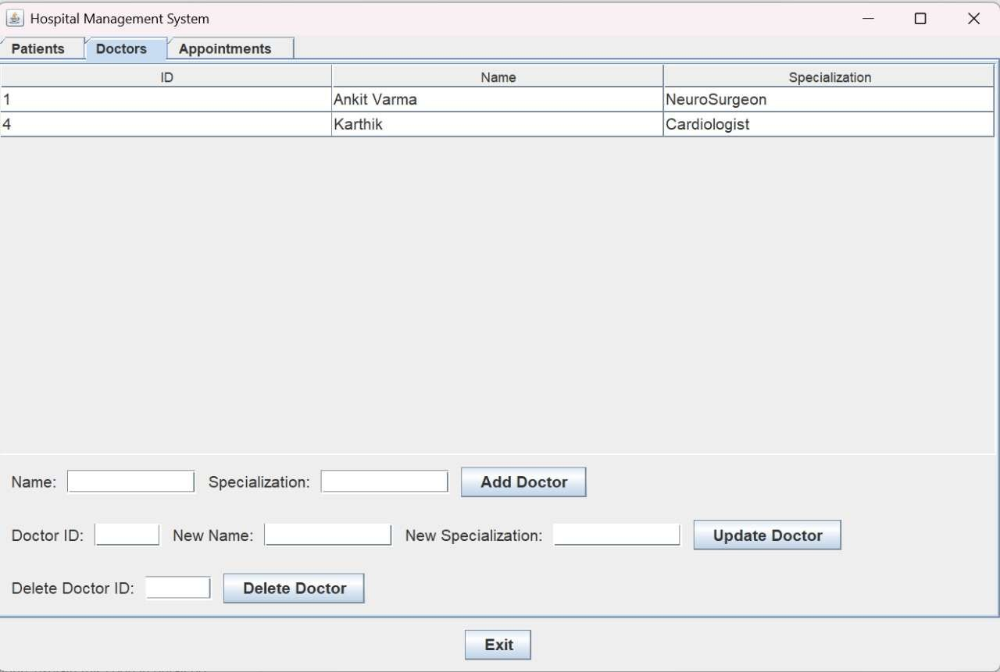 Hospital Management System
Patients Doctors Appointments
ID Name Specialization
1 Ankit Varma NeuroSurgeon
4 Karthik Cardiologist
Name: Specialization: Add Doctor
Doctor ID: New Name: New Specialization: Update Doctor
Delete Doctor ID: Delete Doctor
Exit